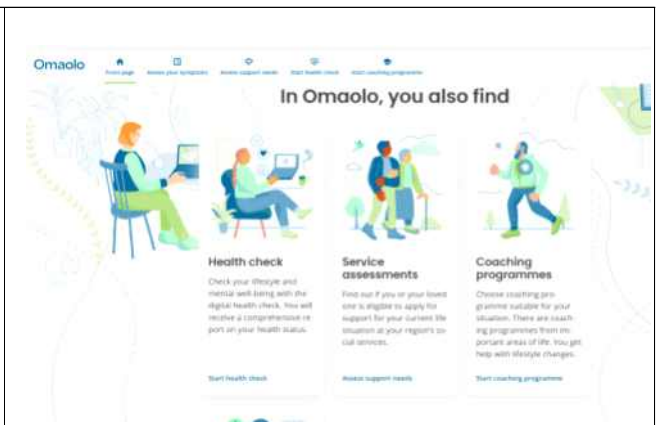 Omaolo
Front page
Assess your symptoms
Assess support needs
Start health check
Start coaching programme
In Omaolo, you also find
Health check
Check your lifestyle and
mental well-being with the
digital health check. You will
receive a comprehensive re-
port on your health status.
Start health check
Service
assessments
Find out if you or your loved
one is eligible to apply for
support for your current life
situation at your region's so-
cial services.
Assess support needs
Coaching
programmes
Choose coaching pro-
gramme suitable for your
situation. There are coach-
ing programmes from im-
portant areas of life. You get
help with lifestyle changes.
Start coaching programme